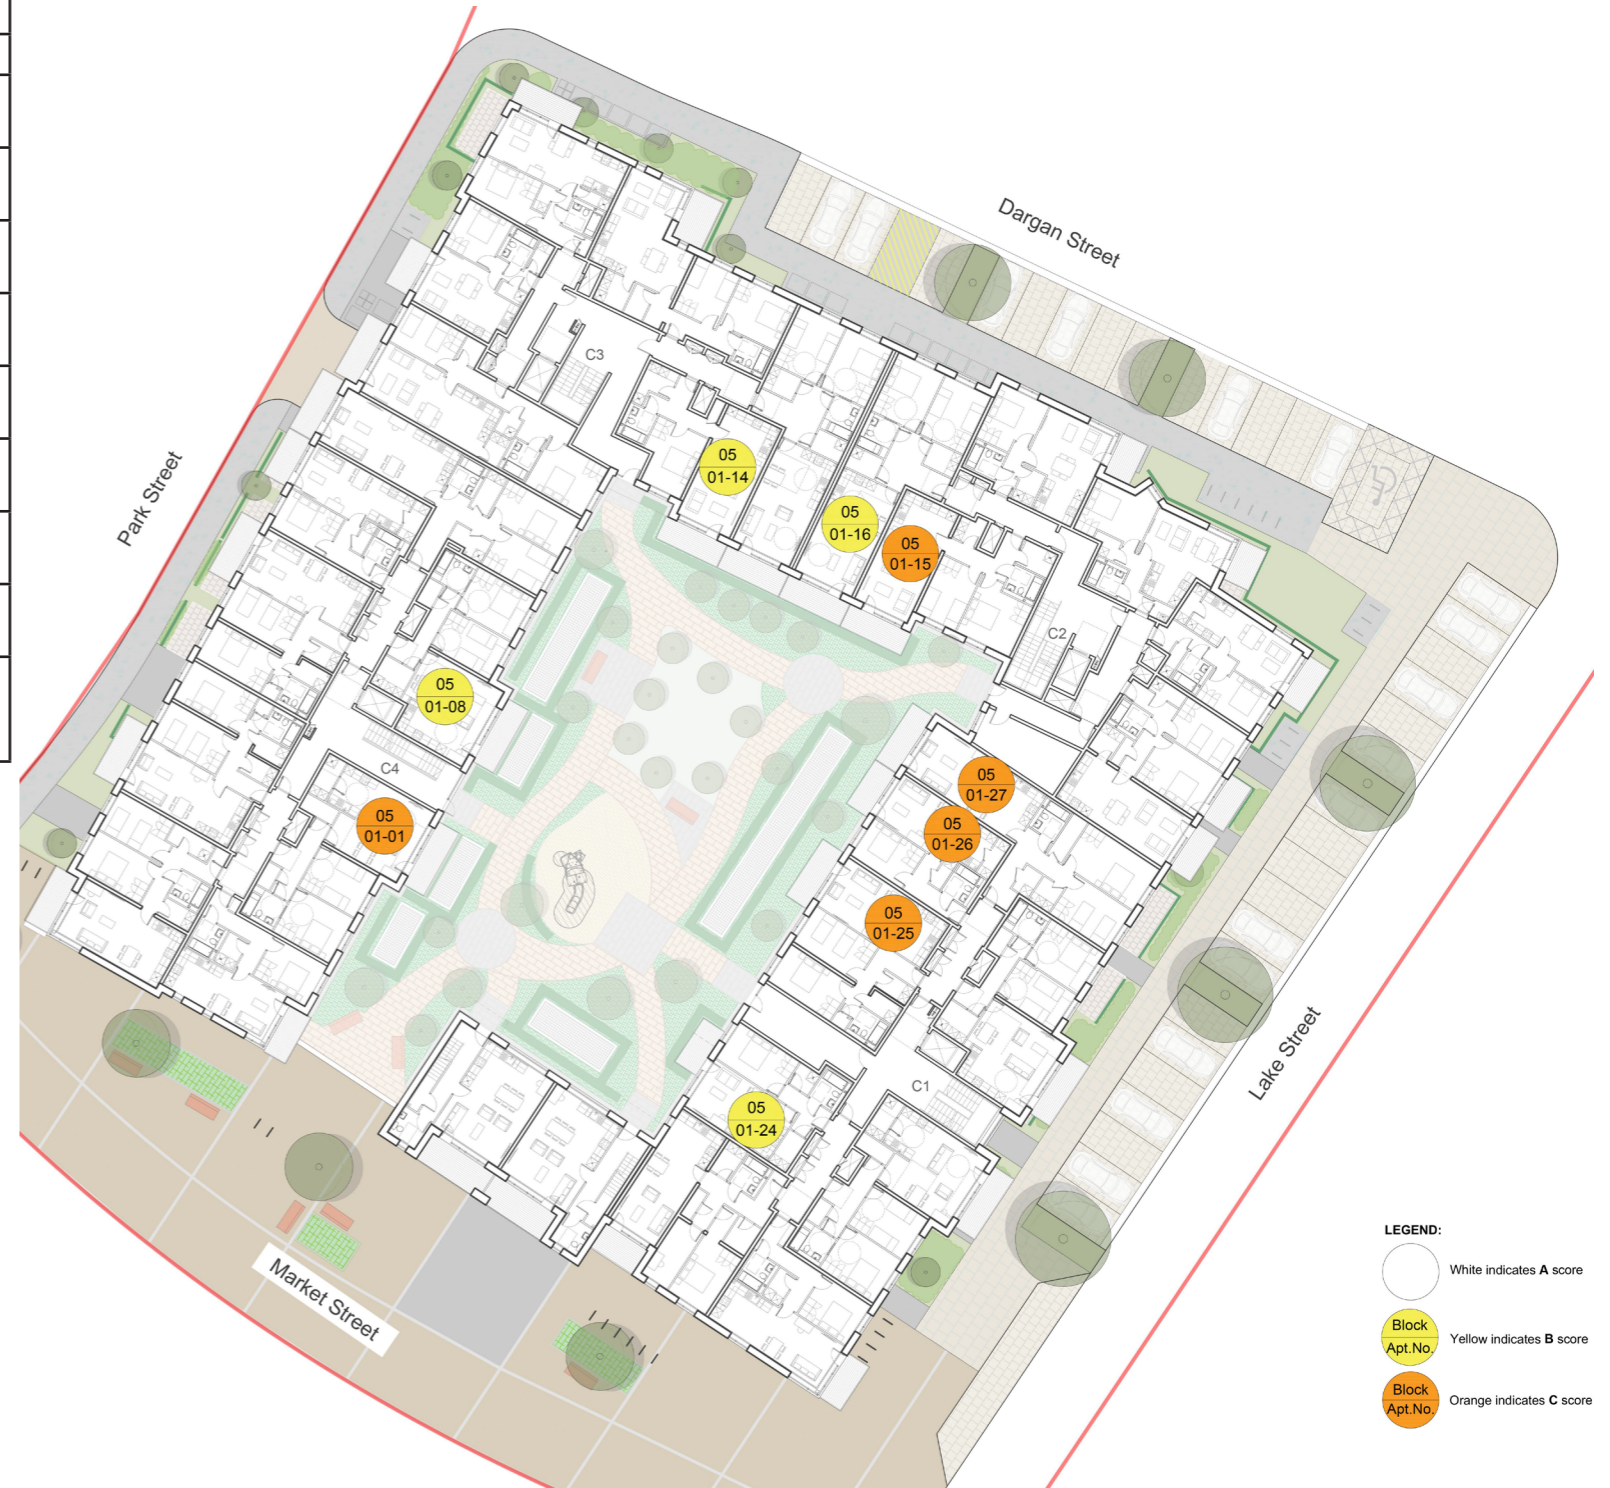 Dargan Street
C3
Park Street
05
01-14
05
01-16
05
01-15
C2
05
01-08
C4
05
01-27
05
01-01
05
01-26
05
01-25
Lake Street
C1
05
01-24
Market Street
LEGEND:
White indicates A score
Block
Apt.No.
Yellow indicates B score
Block
Apt.No.
Orange indicates C score